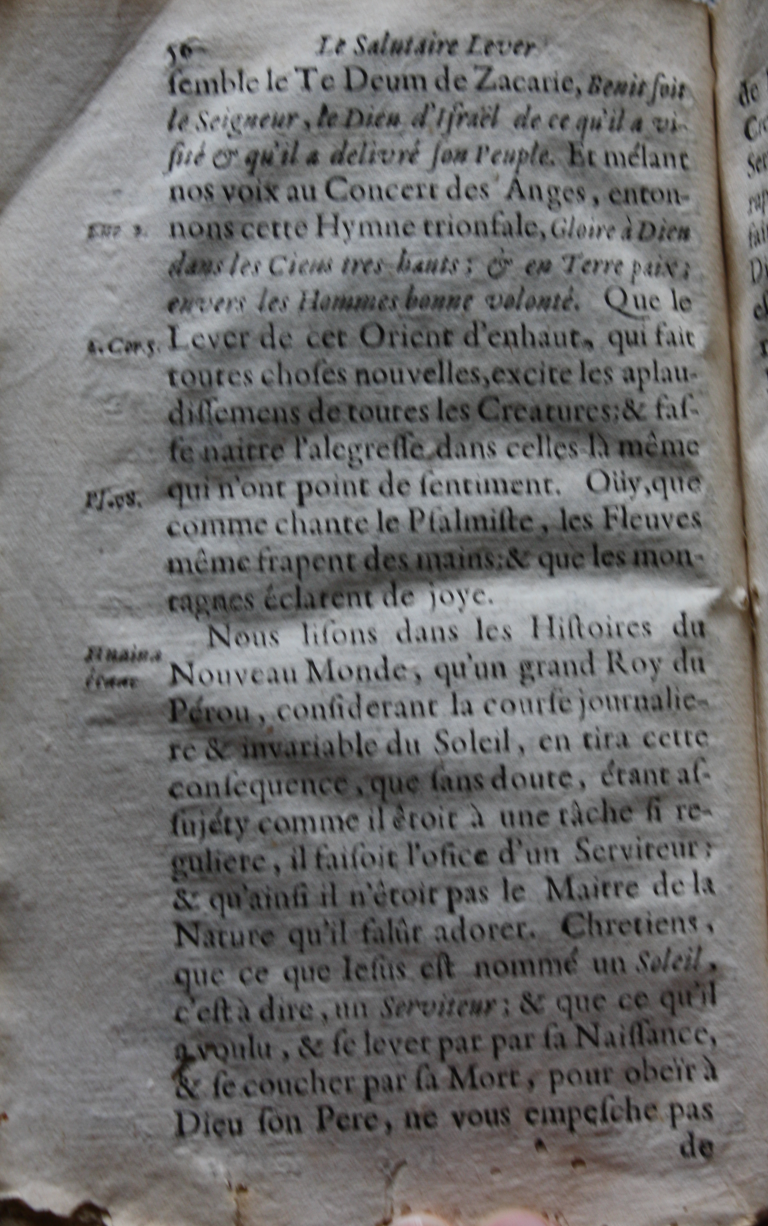 56 Le Salutaire Lever
ſemble le Te Deum de Zacarie, Benit ſoit
le Seigneur, le Dieu d'Iſraël de ce qu'il a vi-
ſité & qu'il a delivré ſon Peuple. Et mélant
nos voix au Concert des Anges, enton-
Luc 2. nons cette Hymne trionfale, Gloire à Dieu
dans les Cieus tres-hauts; & en Terre paix;
envers les Hommes bonne volonté. Que le
2. Cor 5. Lever de cet Orient d'enhaut, qui fait
toutes choſes nouvelles, excite les aplau-
diſſemens de toutes les Creatures; & faſ-
ſe naitre l'alegreſſe dans celles-là même
Pſ. 98. qui n'ont point de ſentiment. Oüy, que
comme chante le Pſalmiſte, les Fleuves
même frapent des mains; & que les mon-
tagnes éclatent de joye.
Nous liſons dans les Hiſtoires du
Nouveau Monde, qu'un grand Roy du
Pérou, conſiderant la courſe journalie-
re & invariable du Soleil, en tira cette
conſequence, que ſans doute, étant aſ-
ſujéty comme il êtoit à une tâche ſi re-
guliere, il faiſoit l'ofice d'un Serviteur;
& qu'ainſi il n'êtoit pas le Maitre de la
Nature qu'il falût adorer. Chretiens,
que ce que Ieſus eſt nommé un Soleil,
c'eſt à dire, un Serviteur; & que ce qu'il
a voulu, & ſe lever par par ſa Naiſſance,
& ſe coucher par ſa Mort, pour obeïr à
Dieu ſon Pere, ne vous empeſche pas
de